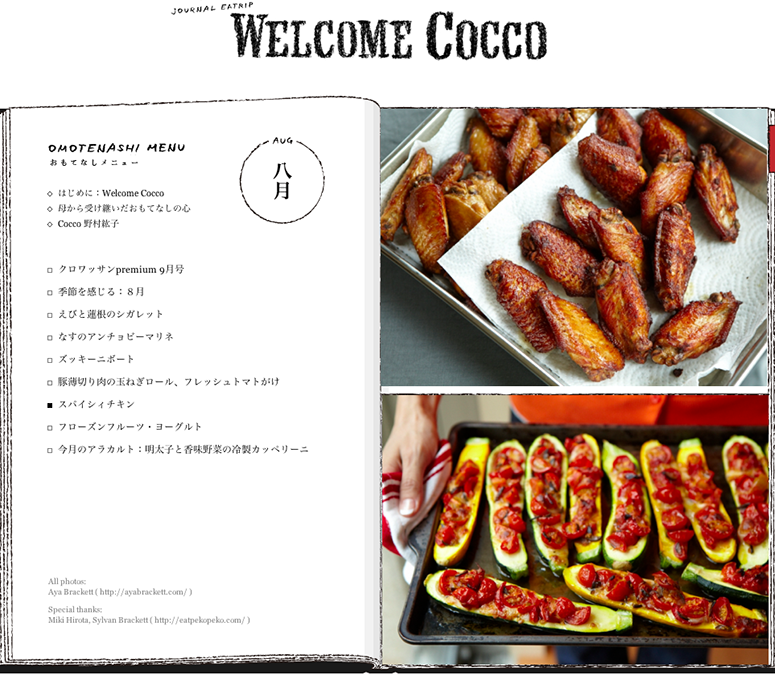 JOURNAL EATRIP
WELCOME COCCO
OMOTENASHI MENU
おもてなしメニュー
AUG
八月
◇ はじめに：Welcome Cocco
◇ 母から受け継いだおもてなしの心
◇ Cocco 野村紘子
□ クロワッサンpremium 9月号
□ 季節を感じる：８月
□ えびと蓮根のシガレット
□ なすのアンチョビーマリネ
□ ズッキーニボート
□ 豚薄切り肉の玉ねぎロール、フレッシュトマトがけ
■ スパイシィチキン
□ フローズンフルーツ・ヨーグルト
□ 今月のアラカルト：明太子と香味野菜の冷製カッペリーニ
All photos:
Aya Brackett ( http://ayabrackett.com/ )
Special thanks:
Miki Hirota, Sylvan Brackett ( http://eatpekopeko.com/ )